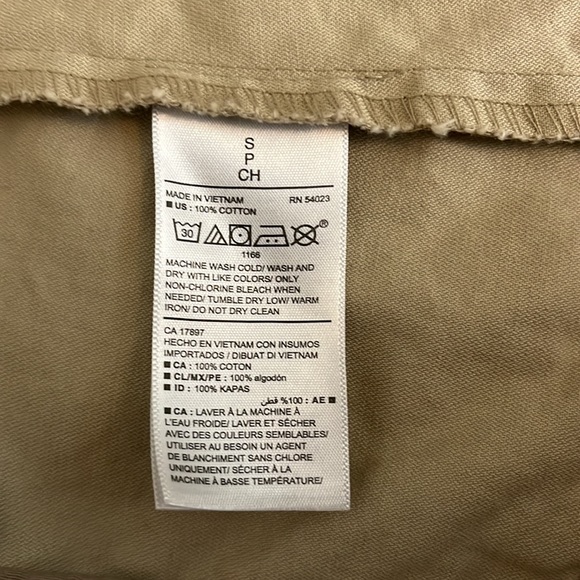 S
P
CH
MADE IN VIETNAM RN 54023
■ US : 100% COTTON
30 ®
1166
MACHINE WASH COLD/ WASH AND
DRY WITH LIKE COLORS/ ONLY
NON-CHLORINE BLEACH WHEN
NEEDED/ TUMBLE DRY LOW/ WARM
IRON/ DO NOT DRY CLEAN
CA 17897
HECHO EN VIETNAM CON INSUMOS
IMPORTADOS / DIBUAT DI VIETNAM
■ CA : 100% COTON
■ CL/MX/PE : 100% algodón
■ ID : 100% KAPAS
■ AE : 100% قطن
■ CA : LAVER À LA MACHINE À
L'EAU FROIDE/ LAVER ET SÉCHER
AVEC DES COULEURS SEMBLABLES/
UTILISER AU BESOIN UN AGENT
DE BLANCHIMENT SANS CHLORE
UNIQUEMENT/ SÉCHER À LA
MACHINE À BASSE TEMPÉRATURE/